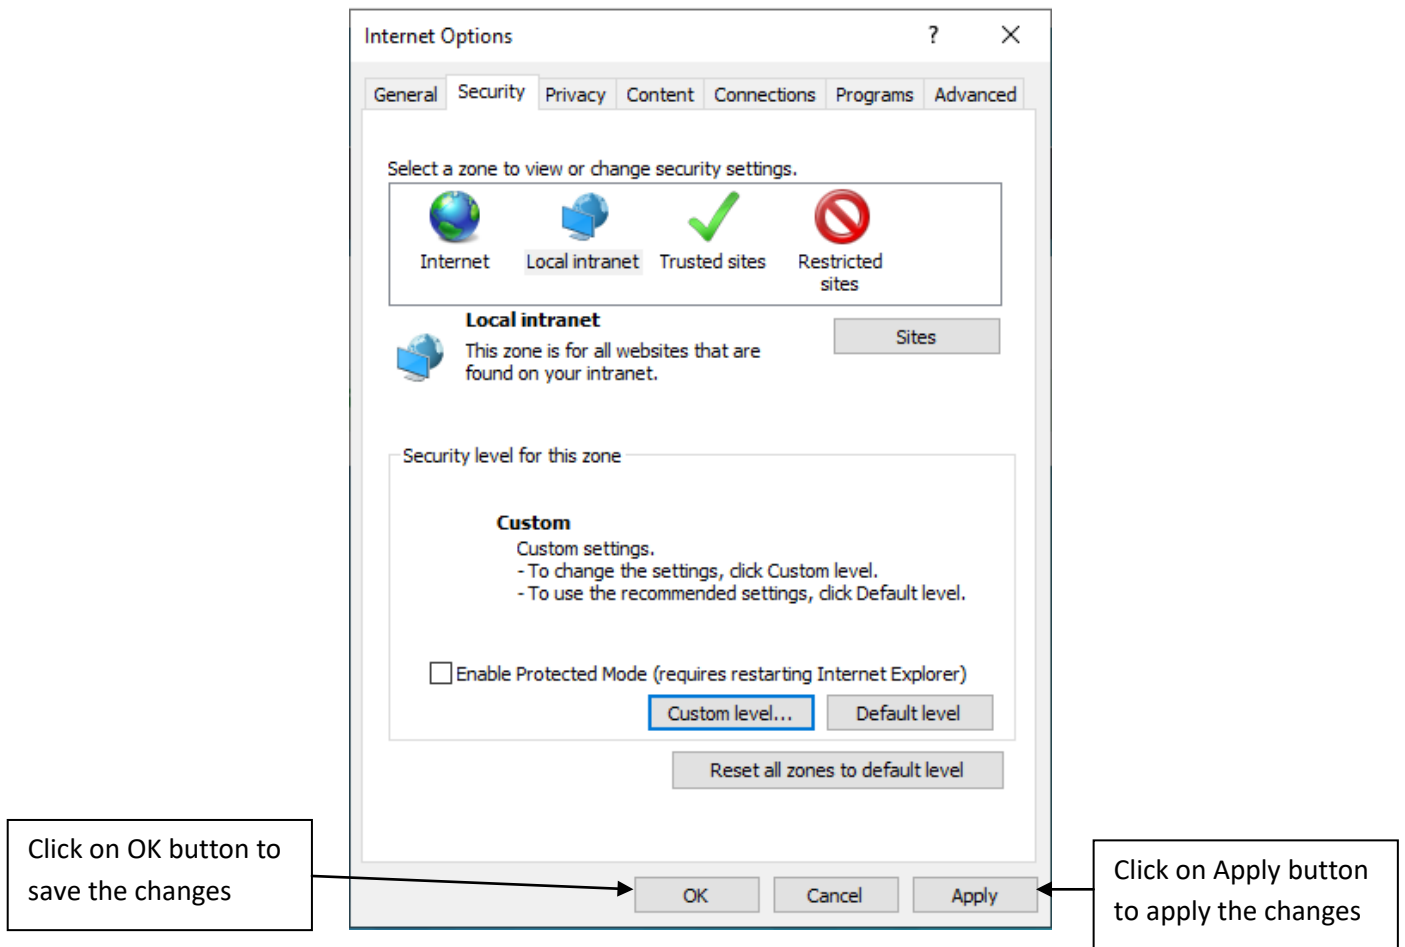 Internet Options
?
General Security Privacy Content Connections Programs Advanced
Select a zone to view or change security settings.
Internet
Local intranet
Trusted sites
Restricted
sites
Local intranet
This zone is for all websites that are
found on your intranet.
Sites
Security level for this zone
Custom
Custom settings.
- To change the settings, click Custom level.
- To use the recommended settings, click Default level.
Enable Protected Mode (requires restarting Internet Explorer)
Custom level...
Default level
Reset all zones to default level
Click on OK button to
save the changes
OK
Cancel
Apply
Click on Apply button
to apply the changes